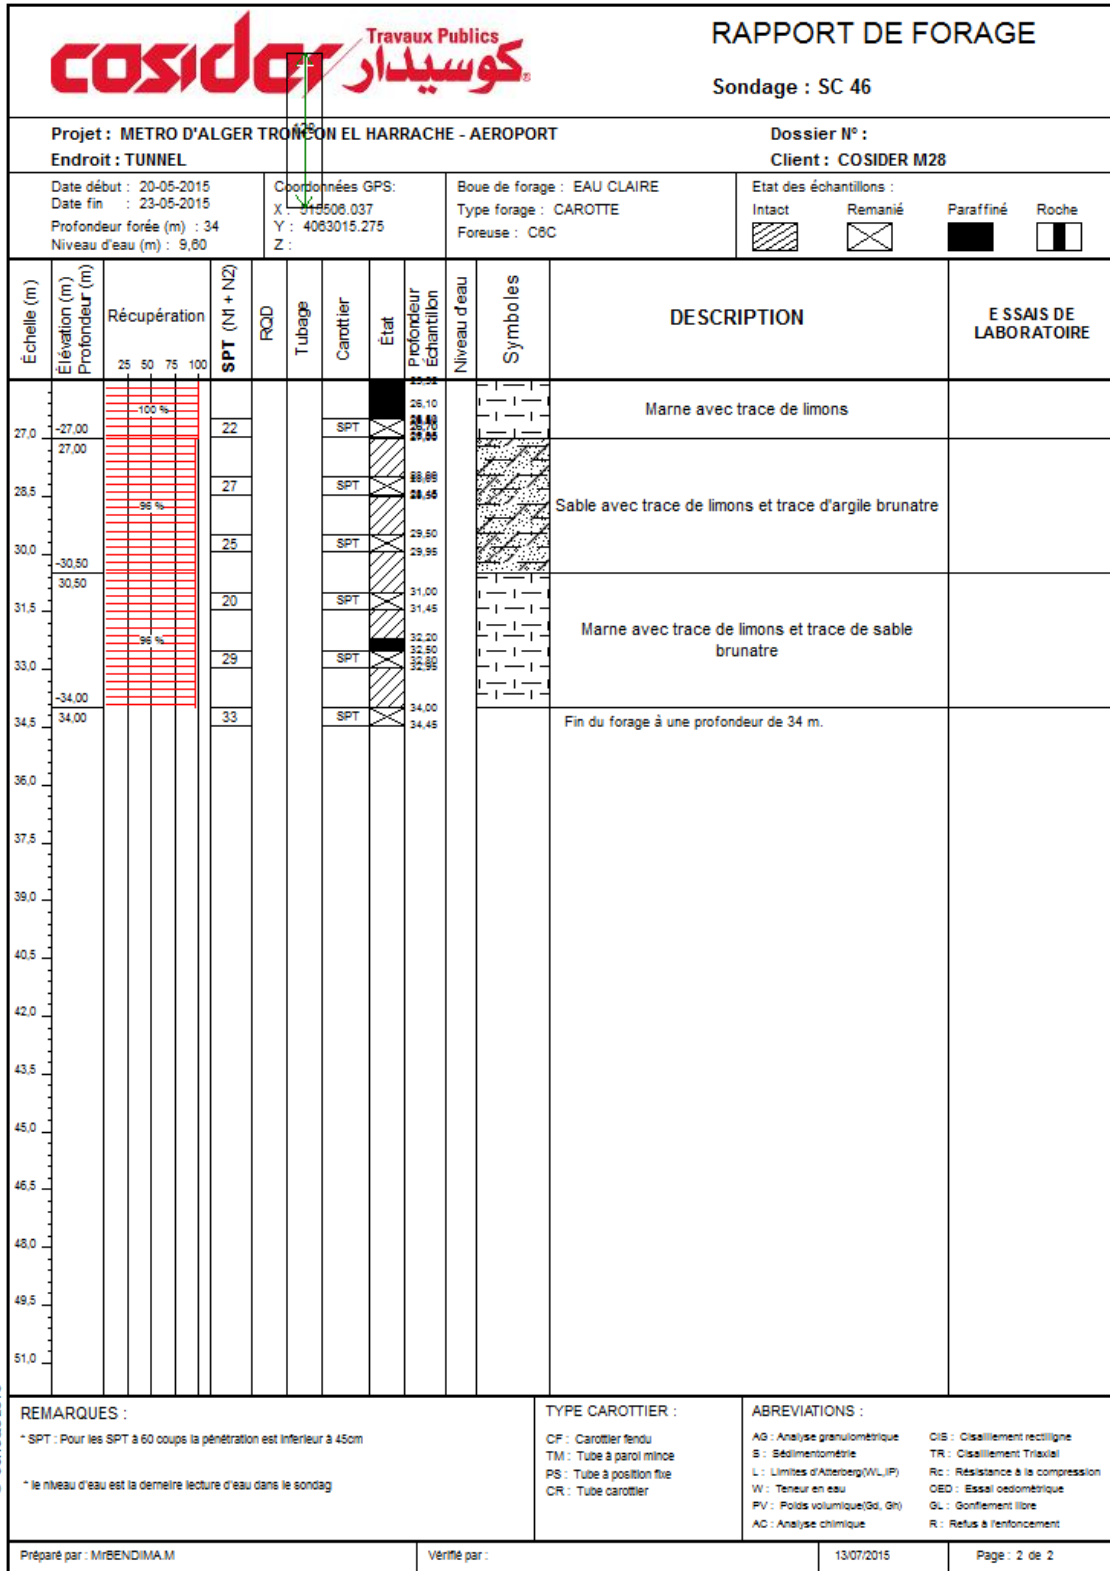 cosider Travaux Publics
كوسيدار
RAPPORT DE FORAGE
Sondage : SC 46
Projet : METRO D'ALGER TRONCON EL HARRACHE - AEROPORT
Endroit : TUNNEL
Dossier Nº :
Client : COSIDER M28
Date début : 20-05-2015
Date fin : 23-05-2015
Profondeur forée (m) : 34
Niveau d'eau (m) : 9,60
Coordonnées GPS:
X : 515506.037
Y : 4063015.275
Z :
Boue de forage : EAU CLAIRE
Type forage : CAROTTE
Foreuse : C6C
Etat des échantillons :
Intact Remanié Paraffiné Roche
Échelle (m)
Élévation (m)
Profondeur (m)
Récupération
25 50 75 100
SPT (N1 + N2)
RQD
Tubage
Carottier
État
Profondeur
Échantillon
Niveau d'eau
Symboles
DESCRIPTION
E SSAIS DE
LABORATOIRE
26,10
100 %
Marne avec trace de limons
22 SPT
27,0 -27,00
27,00
27 SPT
28,5
96 %
Sable avec trace de limons et trace d'argile brunatre
29,50
25 SPT
29,95
30,0
-30,50
30,50
31,00
20 SPT
31,45
31,5
96 %
Marne avec trace de limons et trace de sable
brunatre
32,20
32,50
29 SPT
32,95
33,0
-34,00
34,00
34,00
33 SPT
34,45
34,5
Fin du forage à une profondeur de 34 m.
36,0
37,5
39,0
40,5
42,0
43,5
45,0
46,5
48,0
49,5
51,0
REMARQUES :
* SPT : Pour les SPT à 60 coups la pénétration est inferieur à 45cm
* le niveau d'eau est la derneire lecture d'eau dans le sondag
TYPE CAROTTIER :
CF : Carottier fendu
TM : Tube à paroi mince
PS : Tube à position fixe
CR : Tube carottier
ABREVIATIONS :
AG : Analyse granulométrique
S : Sédimentométrie
L : Limites d'Atterberg(WL,IP)
W : Teneur en eau
PV : Poids volumique(Gd, Gh)
AC : Analyse chimique
CIS : Cisaillement rectiligne
TR : Cisaillement Triaxial
Rc : Résistance à la compression
OED : Essai oedométrique
GL : Gonflement libre
R : Refus à l'enfoncement
Préparé par : MrBENDIMA.M
Vérifié par :
13/07/2015
Page : 2 de 2